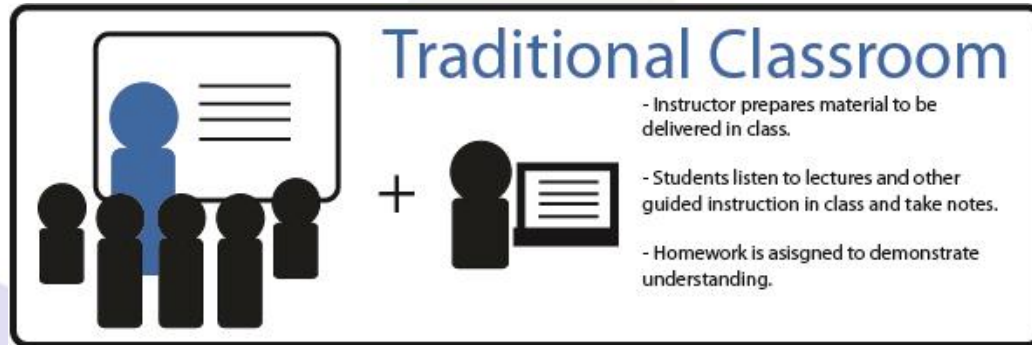 Traditional Classroom
- Instructor prepares material to be
delivered in class.
- Students listen to lectures and other
guided instruction in class and take notes.
- Homework is asisgned to demonstrate
understanding.
+